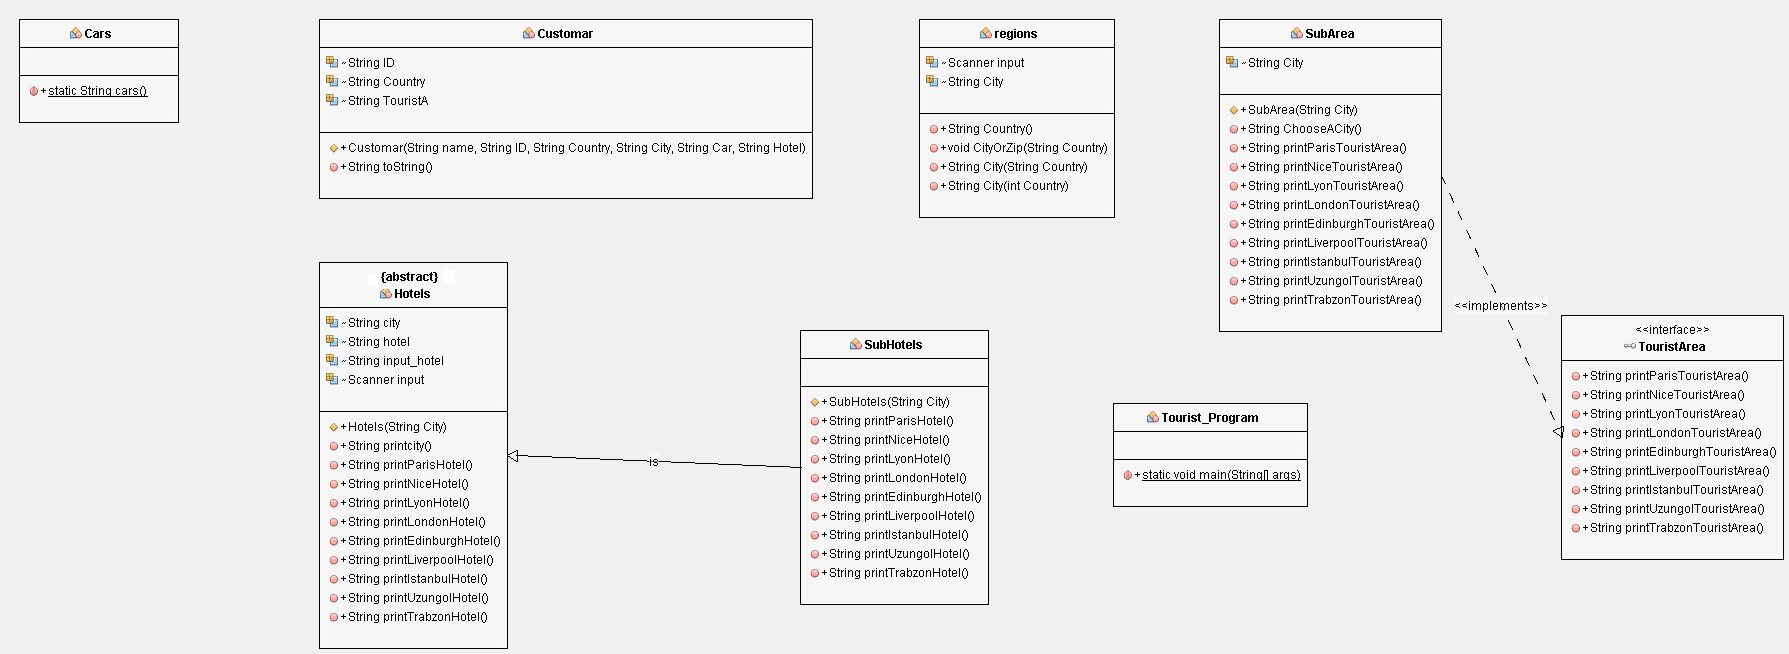 Cars
+static String cars()
Customar
~String ID
~String Country
~String TouristA
+Customar(String name, String ID, String Country, String City, String Car, String Hotel)
+String toString()
regions
~Scanner input
~String City
+String Country()
+void CityOrZip(String Country)
+String City(String Country)
+String City(int Country)
SubArea
~String City
+SubArea(String City)
+String ChooseACity()
+String printParisTouristArea()
+String printNiceTouristArea()
+String printLyonTouristArea()
+String printLondonTouristArea()
+String printEdinburghTouristArea()
+String printLiverpoolTouristArea()
+String printIstanbulTouristArea()
+String printUzungolTouristArea()
+String printTrabzonTouristArea()
{abstract}
Hotels
~String city
~String hotel
~String input_hotel
~Scanner input
+Hotels(String City)
+String printcity()
+String printParisHotel()
+String printNiceHotel()
+String printLyonHotel()
+String printLondonHotel()
+String printEdinburghHotel()
+String printLiverpoolHotel()
+String printIstanbulHotel()
+String printUzungolHotel()
+String printTrabzonHotel()
is
SubHotels
+SubHotels(String City)
+String printParisHotel()
+String printNiceHotel()
+String printLyonHotel()
+String printLondonHotel()
+String printEdinburghHotel()
+String printLiverpoolHotel()
+String printIstanbulHotel()
+String printUzungolHotel()
+String printTrabzonHotel()
Tourist_Program
+static void main(String[] args)
<<implements>>
<<interface>>
TouristArea
+String printParisTouristArea()
+String printNiceTouristArea()
+String printLyonTouristArea()
+String printLondonTouristArea()
+String printEdinburghTouristArea()
+String printLiverpoolTouristArea()
+String printIstanbulTouristArea()
+String printUzungolTouristArea()
+String printTrabzonTouristArea()